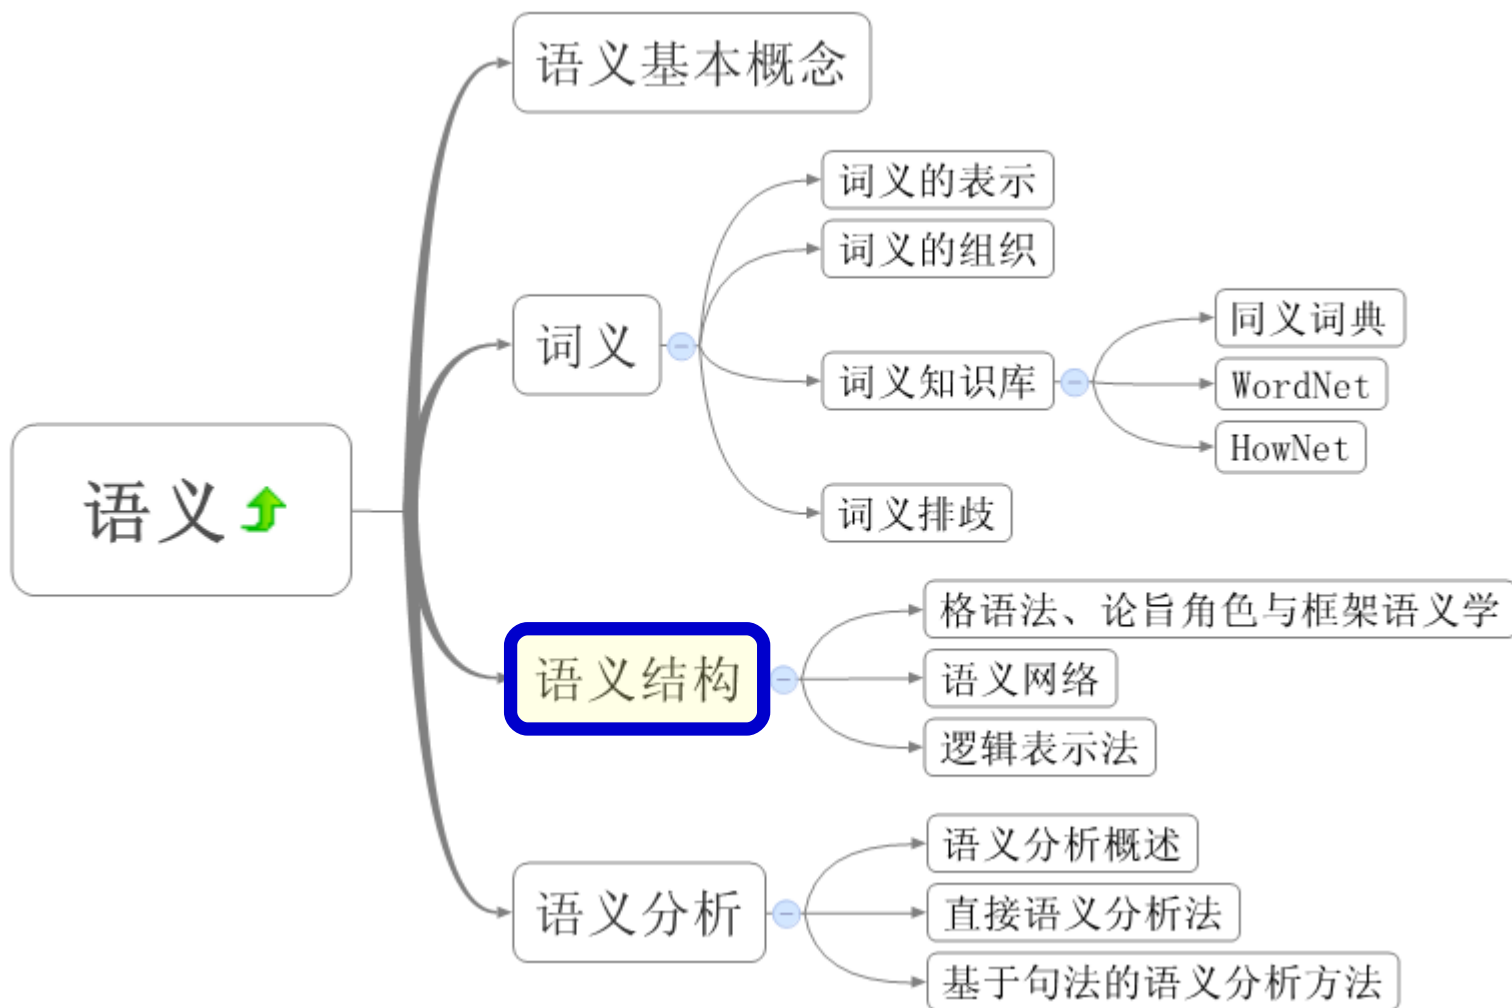 语义基本概念
词义的表示
词义的组织
同义词典
词义
词义知识库
WordNet
HowNet
语义
词义排歧
格语法、论旨角色与框架语义学
语义结构
语义网络
逻辑表示法
语义分析概述
语义分析
直接语义分析法
基于句法的语义分析方法